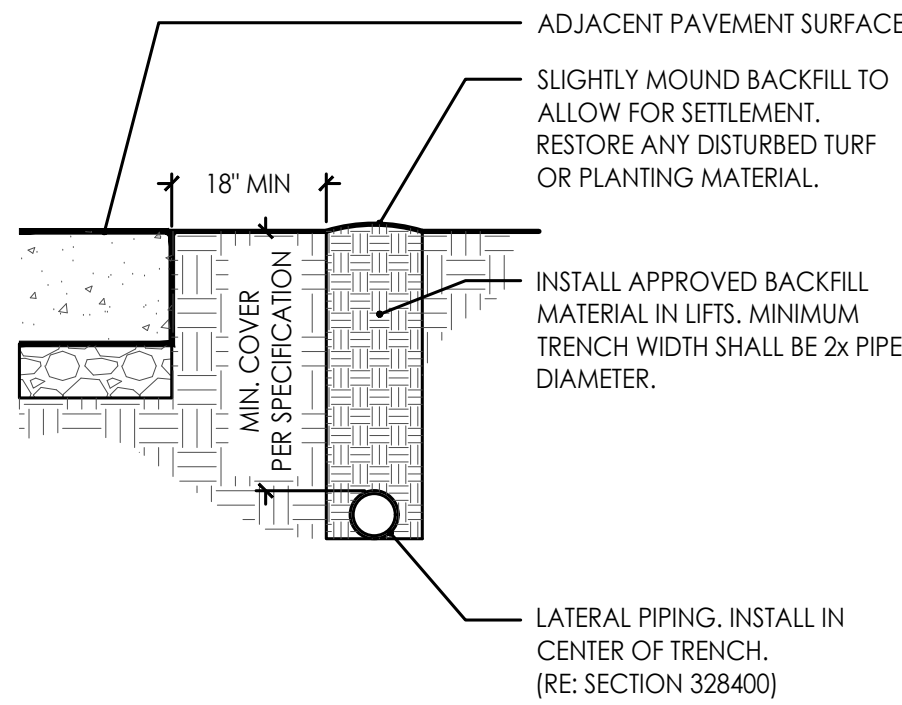 ADJACENT PAVEMENT SURFACE
SLIGHTLY MOUND BACKFILL TO
ALLOW FOR SETTLEMENT.
RESTORE ANY DISTURBED TURF
OR PLANTING MATERIAL.
18" MIN
MIN. COVER
PER SPECIFICATION
INSTALL APPROVED BACKFILL
MATERIAL IN LIFTS. MINIMUM
TRENCH WIDTH SHALL BE 2x PIPE
DIAMETER.
LATERAL PIPING. INSTALL IN
CENTER OF TRENCH.
(RE: SECTION 328400)